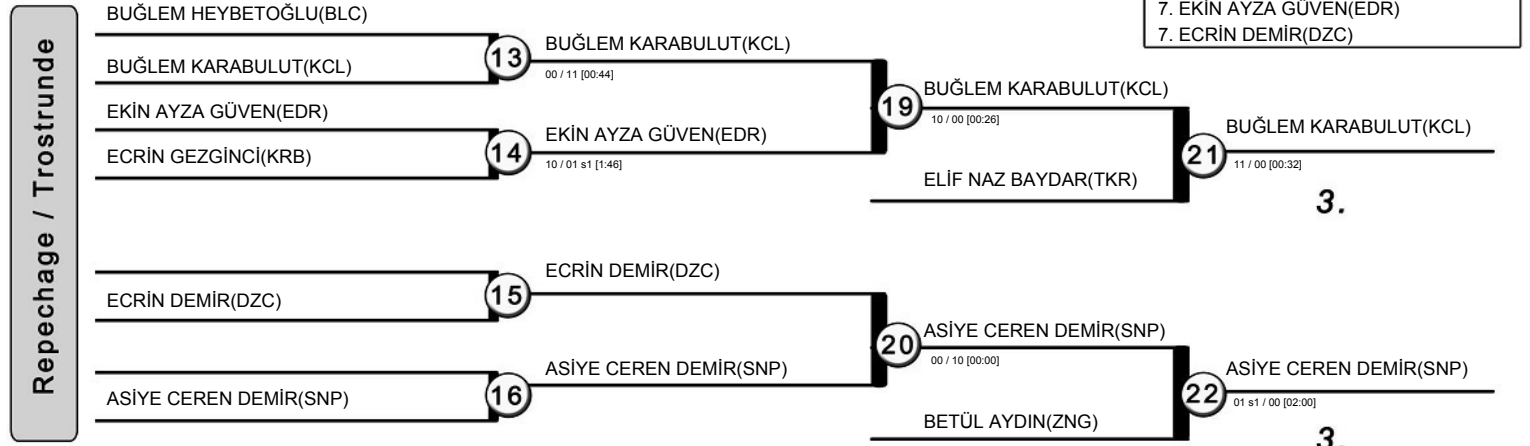 7. EKİN AYZA GÜVEN(EDR)
7. ECRİN DEMİR(DZC)
Repechage / Trostrunde
BUĞLEM HEYBETOĞLU(BLC)
BUĞLEM KARABULUT(KCL)
13
BUĞLEM KARABULUT(KCL)
00 / 11 [00:44]
EKİN AYZA GÜVEN(EDR)
ECRİN GEZGİNCİ(KRB)
14
EKİN AYZA GÜVEN(EDR)
10 / 01 s1 [1:46]
19
BUĞLEM KARABULUT(KCL)
10 / 00 [00:26]
ELİF NAZ BAYDAR(TKR)
21
BUĞLEM KARABULUT(KCL)
11 / 00 [00:32]
3.
ECRİN DEMİR(DZC)
15
ECRİN DEMİR(DZC)
ASİYE CEREN DEMİR(SNP)
16
ASİYE CEREN DEMİR(SNP)
20
ASİYE CEREN DEMİR(SNP)
00 / 10 [00:00]
BETÜL AYDIN(ZNG)
22
ASİYE CEREN DEMİR(SNP)
01 s1 / 00 [02:00]
3.